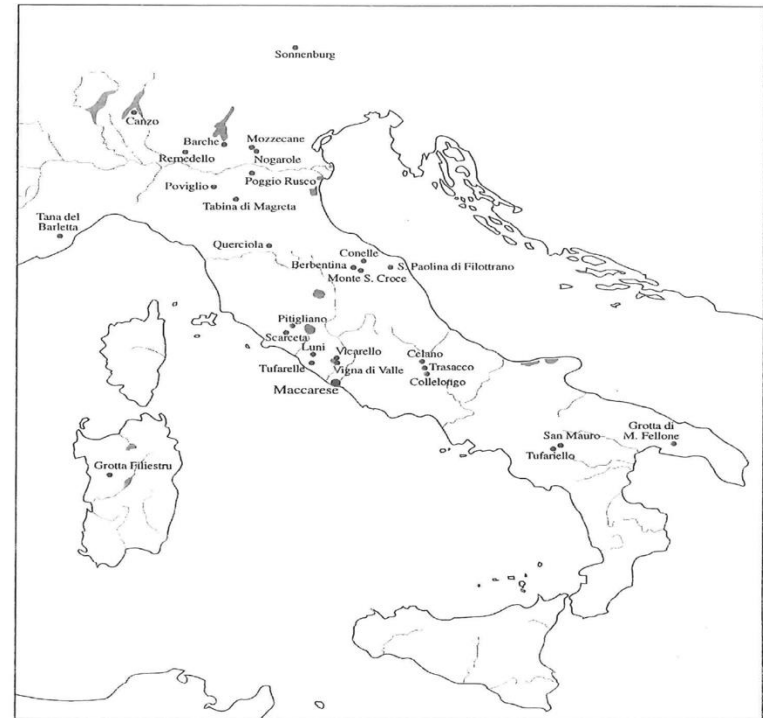 Sonnenburg
Canzo
Barche
Mozzecane
Remedello
Nogarole
Poviglio
Poggio Rusco
Tabina di Magreta
Tana del
Barletta
Querciola
Conelle
Berbentina
S. Paolina di Filottrano
Monte S. Croce
Pitigliano
Scarceta
Luni
Vicarello
Celano
Tufarelle
Vigna di Valle
Trasacco
Collelongo
Maccarese
Grotta di
M. Fellone
San Mauro
Tufariello
Grotta Filiestru